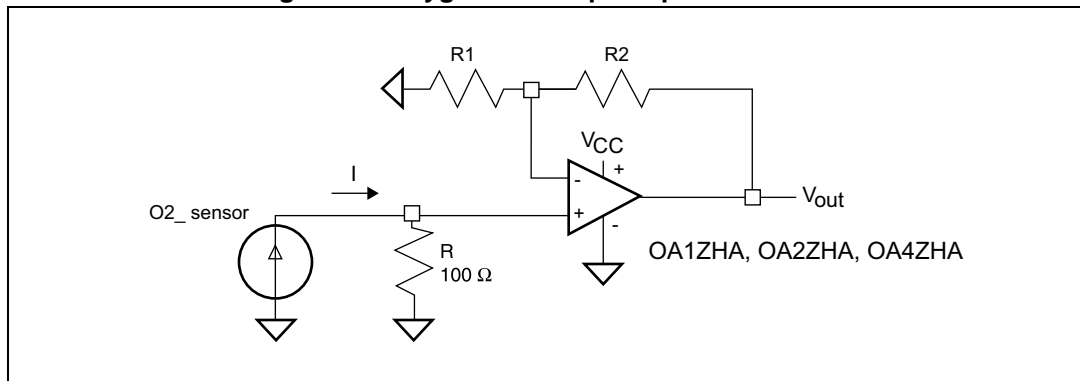 R1
R2
VCC
+
I
-
O2_ sensor
+
Vout
-
R
100 Ω
OA1ZHA, OA2ZHA, OA4ZHA